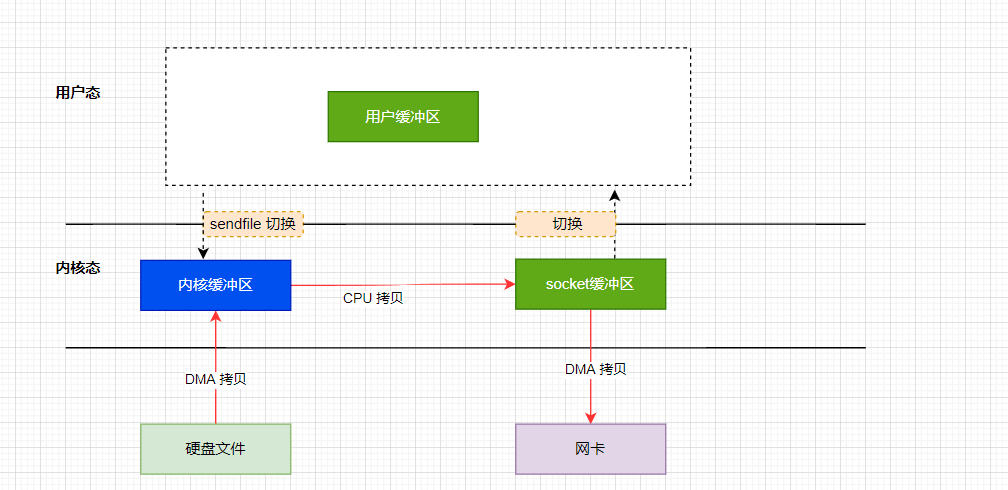 用户态
用户缓冲区
sendfile 切换
切换
内核态
内核缓冲区
CPU 拷贝
socket缓冲区
DMA 拷贝
DMA 拷贝
硬盘文件
网卡